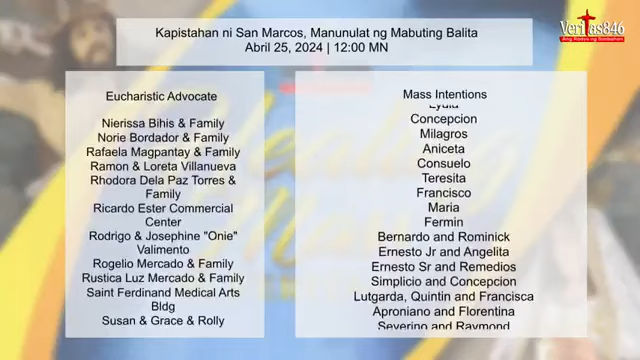 Kapistahan ni San Marcos, Manunulat ng Mabuting Balita
Abril 25, 2024 | 12:00 MN
Veritas846
Ang Radyo ng Simbahan
Eucharistic Advocate
Nierissa Bihis & Family
Norie Bordador & Family
Rafaela Magpantay & Family
Ramon & Loreta Villanueva
Rhodora Dela Paz Torres &
Family
Ricardo Ester Commercial
Center
Rodrigo & Josephine "Onie"
Valimento
Rogelio Mercado & Family
Rustica Luz Mercado & Family
Saint Ferdinand Medical Arts
Bldg
Susan & Grace & Rolly
Mass Intentions
Lydia
Concepcion
Milagros
Aniceta
Consuelo
Teresita
Francisco
Maria
Fermin
Bernardo and Rominick
Ernesto Jr and Angelita
Ernesto Sr and Remedios
Simplicio and Concepcion
Lutgarda, Quintin and Francisca
Aproniano and Florentina
Severino and Raymond